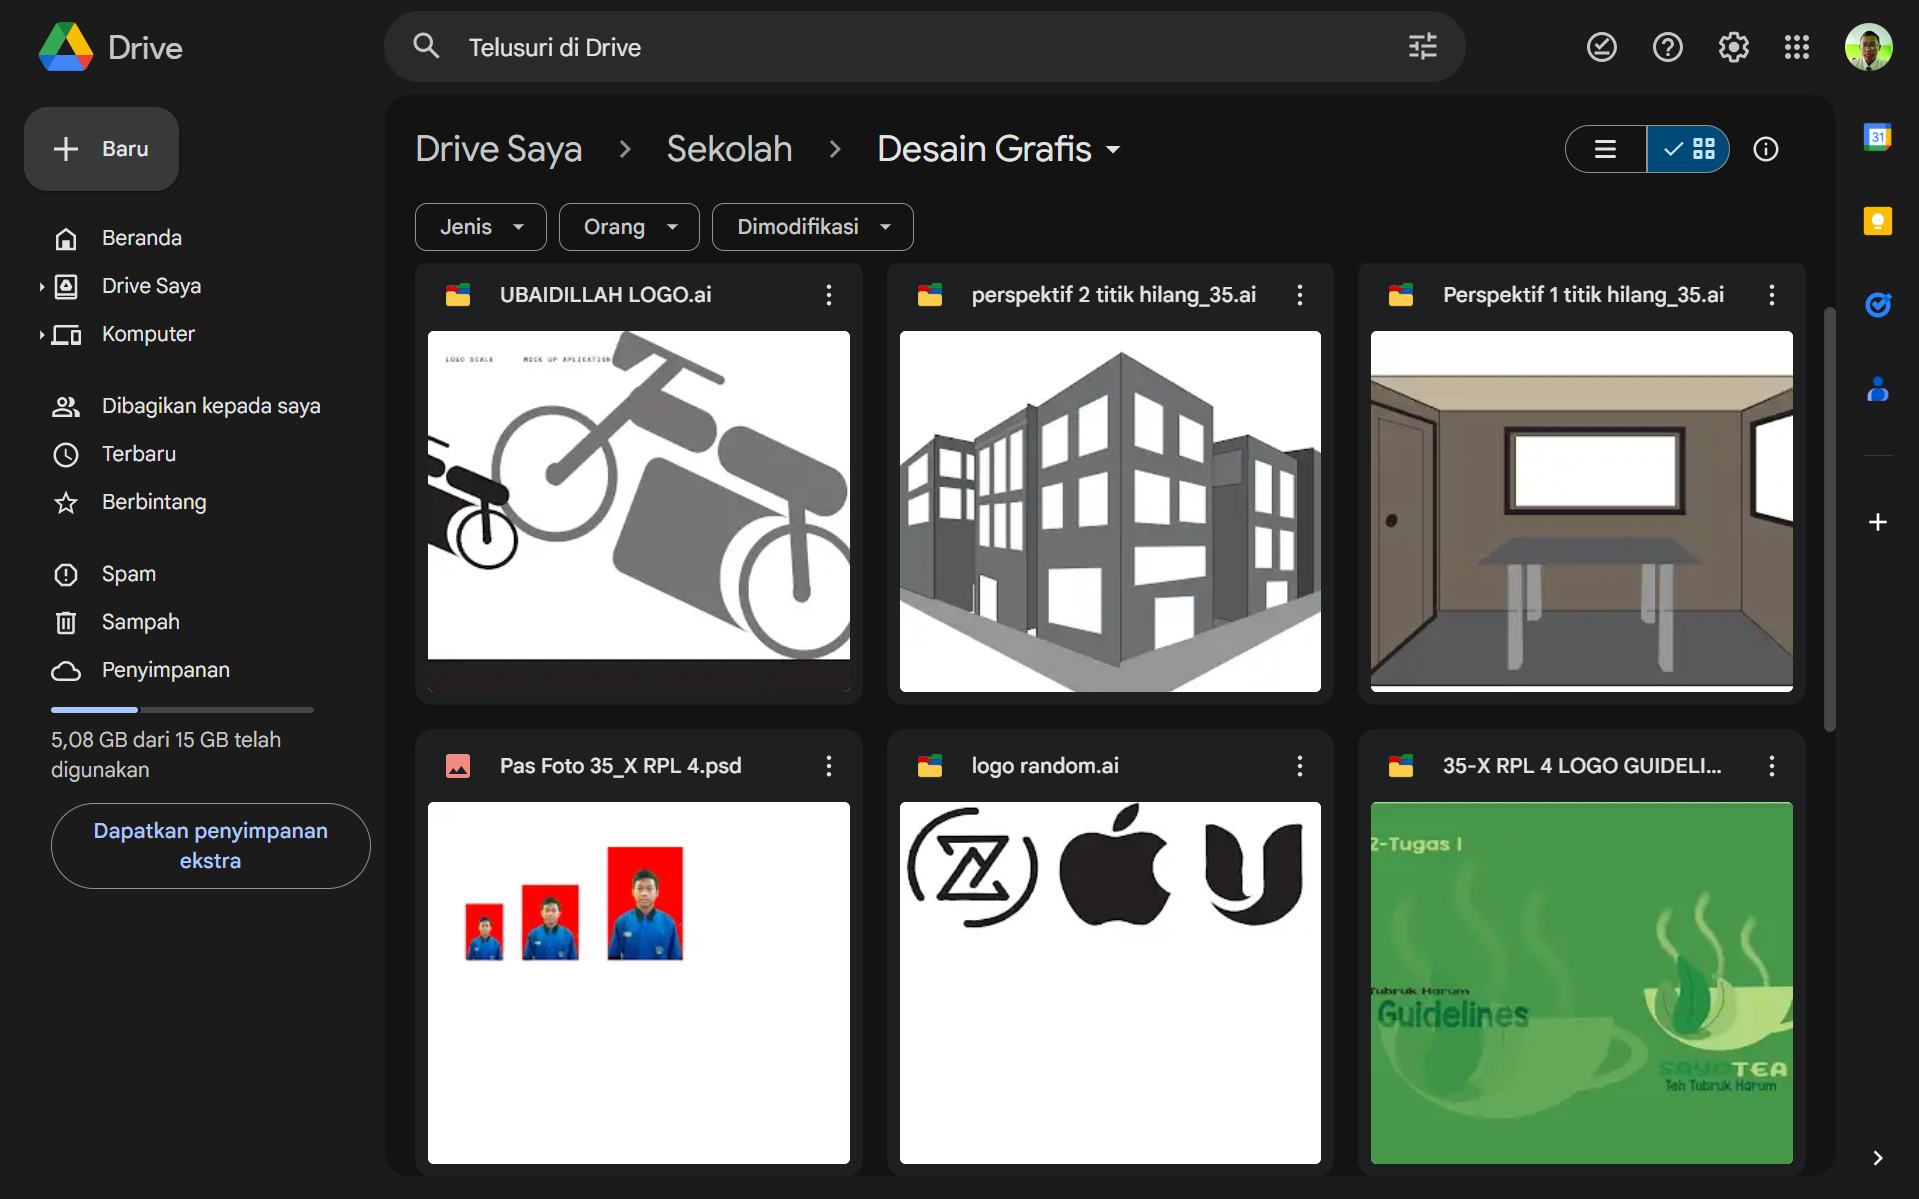 Drive
Telusuri di Drive
Baru
Beranda
Drive Saya
Komputer
Dibagikan kepada saya
Terbaru
Berbintang
Spam
Sampah
Penyimpanan
5,08 GB dari 15 GB telah
digunakan
Dapatkan penyimpanan
ekstra
Drive Saya
Sekolah
Desain Grafis
Jenis
Orang
Dimodifikasi
UBAIDILLAH LOGO.ai
LOGO SCALE
MOCK UP APLICATION
perspektif 2 titik hilang_35.ai
Perspektif 1 titik hilang_35.ai
Pas Foto 35_X RPL 4.psd
logo random.ai
35-X RPL 4 LOGO GUIDELI...
2-Tugas I
Tubruk Harum
Guidelines
SAYOTEA
Teh Tubruk Harum
31